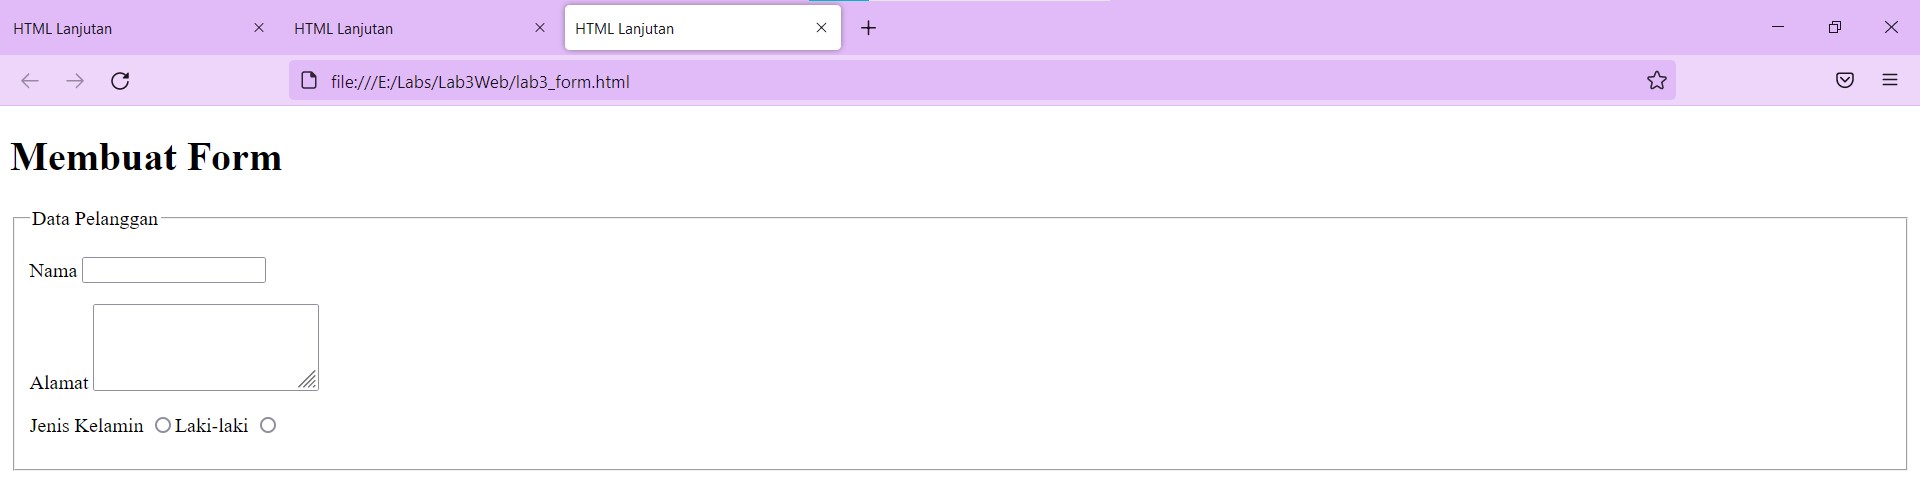 HTML Lanjutan
HTML Lanjutan
HTML Lanjutan
file:///E:/Labs/Lab3Web/lab3_form.html
Membuat Form
Data Pelanggan
Nama
Alamat
Jenis Kelamin Laki-laki